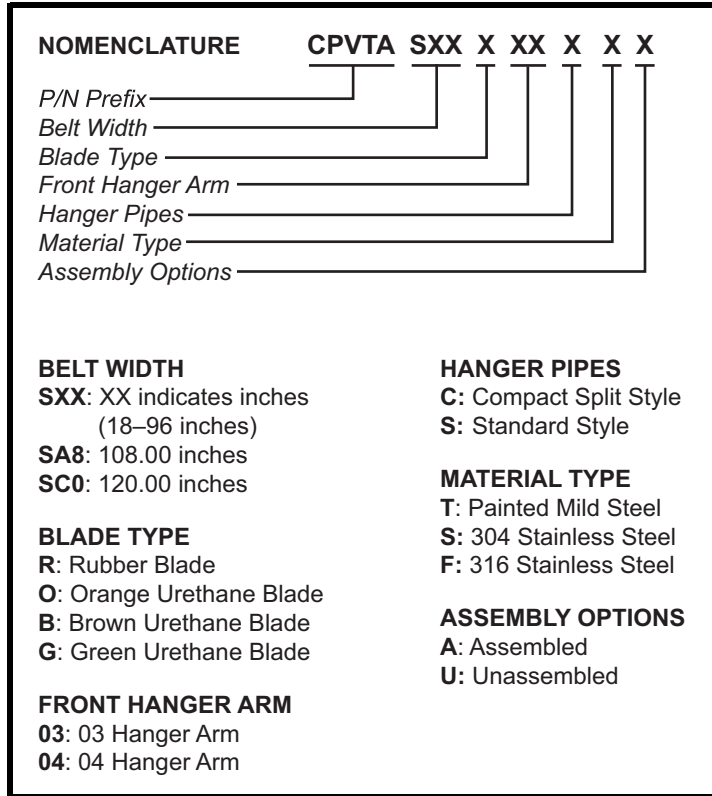 NOMENCLATURE CPVTA SXX X XX X X X
P/N Prefix
Belt Width
Blade Type
Front Hanger Arm
Hanger Pipes
Material Type
Assembly Options
BELT WIDTH
SXX: XX indicates inches
(18–96 inches)
SA8: 108.00 inches
SC0: 120.00 inches
BLADE TYPE
R: Rubber Blade
O: Orange Urethane Blade
B: Brown Urethane Blade
G: Green Urethane Blade
FRONT HANGER ARM
03: 03 Hanger Arm
04: 04 Hanger Arm
HANGER PIPES
C: Compact Split Style
S: Standard Style
MATERIAL TYPE
T: Painted Mild Steel
S: 304 Stainless Steel
F: 316 Stainless Steel
ASSEMBLY OPTIONS
A: Assembled
U: Unassembled